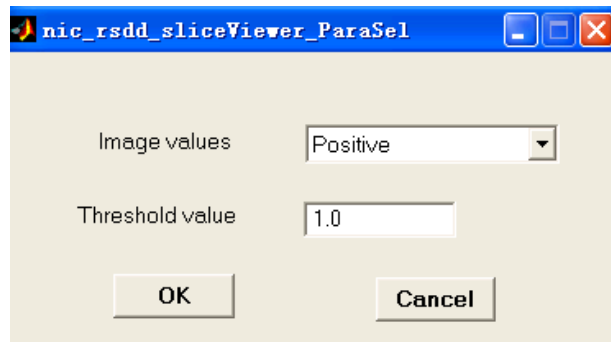 nic_rsdd_sliceViewer_ParaSel
Image values Positive
Threshold value 1.0
OK Cancel